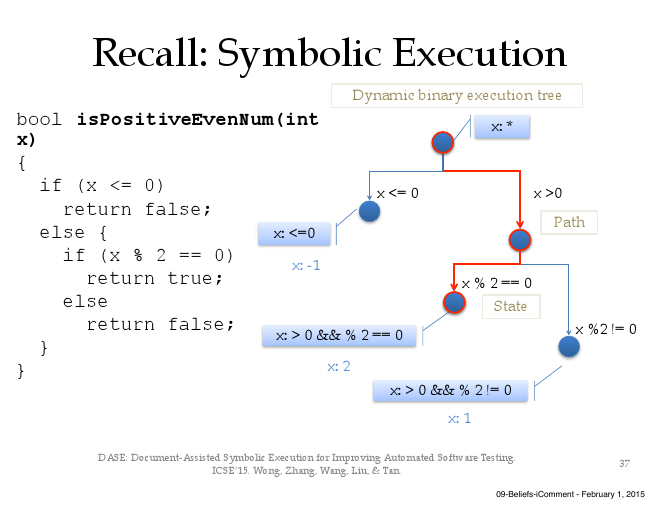 Recall: Symbolic Execution
Dynamic binary execution tree
bool isPositiveEvenNum(int
x)
{
if (x <= 0)
return false;
else {
if (x % 2 == 0)
return true;
else
return false;
}
}
x: *
x <= 0
x >0
x: <=0
Path
x: -1
x % 2 == 0
State
x: > 0 && % 2 == 0
x %2 != 0
x: 2
x: > 0 && % 2 != 0
x: 1
DASE: Document-Assisted Symbolic Execution for Improving Automated Software Testing.
ICSE'15. Wong, Zhang, Wang, Liu, & Tan.
37
09-Beliefs-iComment - February 1, 2015